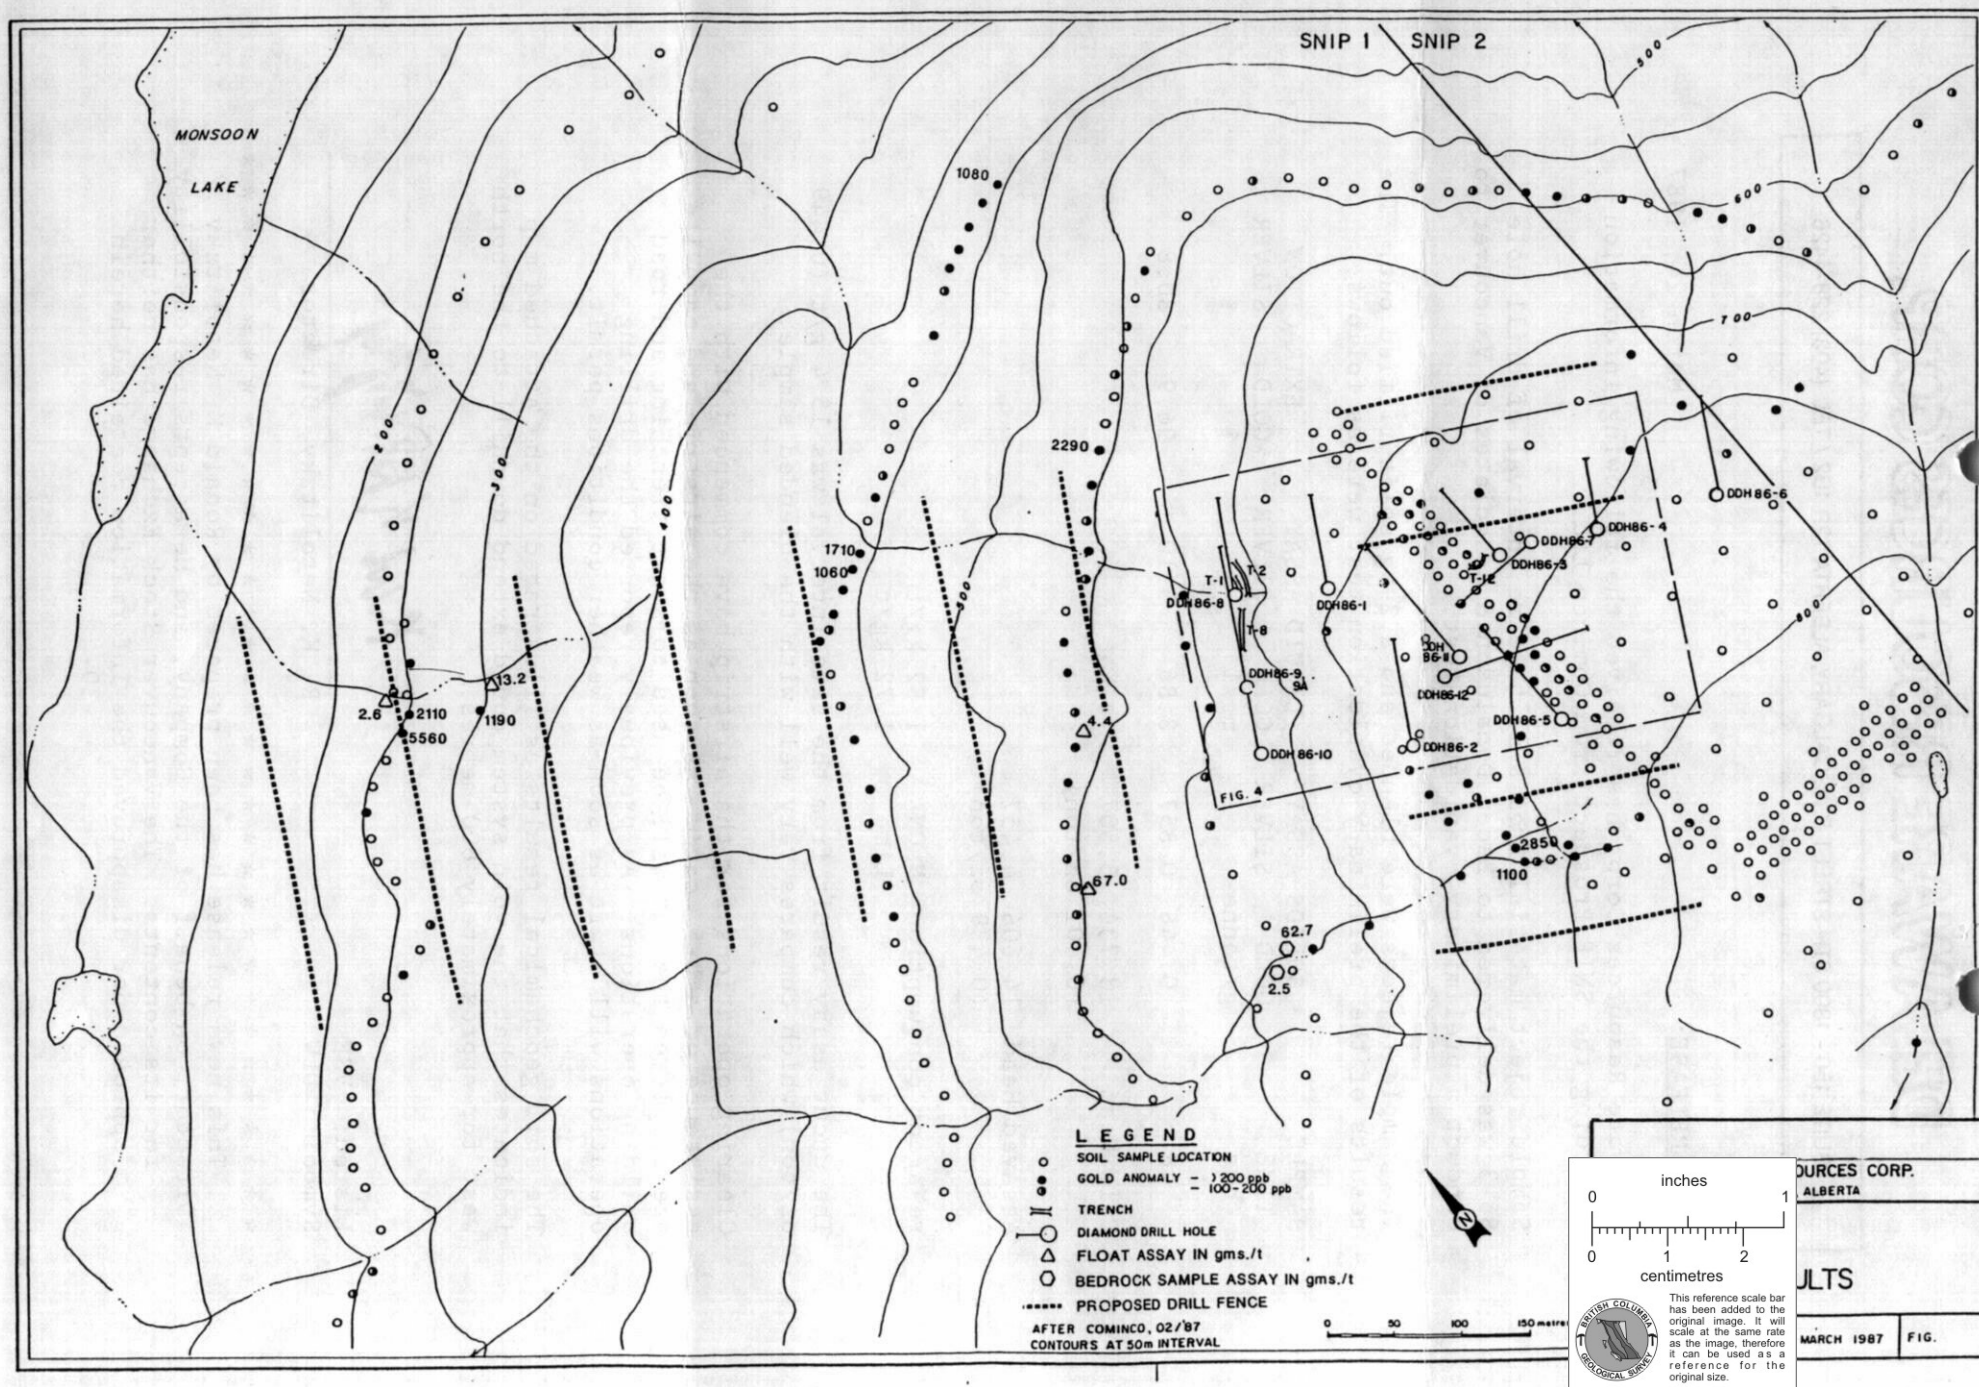 SNIP 1 SNIP 2
MONSOON
LAKE
500
600
700
800
200
300
400
500
1080
2290
1710
1060
13.2
2.6
2110
1190
5560
4.4
67.0
62.7
2.5
2850
1100
DDH86-6
DDH86-4
DDH86-7
DDH86-3
T-12
T-1
T-2
DDH86-8
DDH86-1
T-8
DDH
86-11
DDH86-9,
9A
DDH86-12
DDH86-5
DDH86-2
DDH86-10
FIG. 4
LEGEND
SOIL SAMPLE LOCATION
GOLD ANOMALY - >200 ppb
- 100-200 ppb
TRENCH
DIAMOND DRILL HOLE
FLOAT ASSAY IN gms./t
BEDROCK SAMPLE ASSAY IN gms./t
PROPOSED DRILL FENCE
AFTER COMINCO, 02/'87
CONTOURS AT 50m INTERVAL
0 50 100 150 metres
N
OURCES CORP.
ALBERTA
ULTS
MARCH 1987 FIG.
inches
0 1
0 1 2
centimetres
BRITISH COLUMBIA
GEOLOGICAL SURVEY
This reference scale bar
has been added to the
original image. It will
scale at the same rate
as the image, therefore
it can be used as a
reference for the
original size.